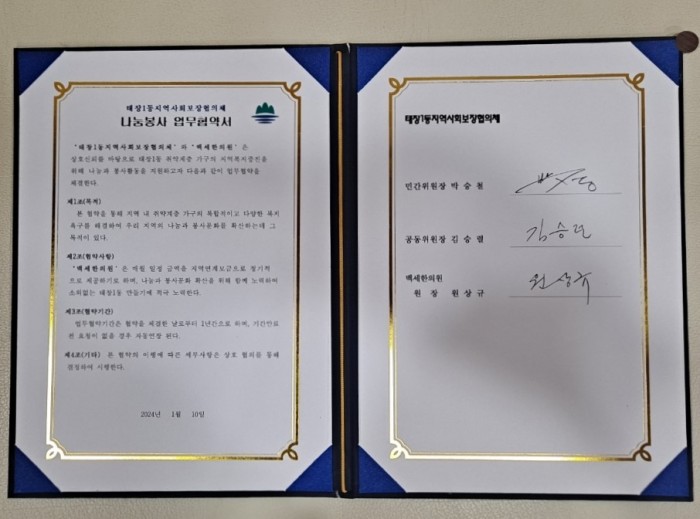 태장1동지역사회보장협의체
나눔봉사 업무협약서
'태장1동지역사회보장협의체' 와 '백세한의원' 은
상호신뢰를 바탕으로 태장1동 취약계층 가구의 지역복지증진을
위해 나눔과 봉사활동을 지원하고자 다음과 같이 업무협약을
체결한다.
제1조(목적)
본 협약을 통해 지역 내 취약계층 가구의 복합적이고 다양한 복지
욕구를 해결하여 우리 지역의 나눔과 봉사문화를 확산하는데 그
목적이 있다.
제2조(협약사항)
'백세한의원' 은 매월 일정 금액을 지역연계모금으로 정기적
으로 제공하기로 하며, 나눔과 봉사문화 확산을 위해 함께 노력하여
소외없는 태장1동 만들기에 적극 노력한다.
제3조(협약기간)
업무협약기간은 협약을 체결한 날로부터 1년간으로 하며, 기간만료
전 요청이 없을 경우 자동연장 된다.
제4조(기타) 본 협약의 이행에 따른 세부사항은 상호 협의를 통해
결정하여 시행한다.
2024년 1월 10일
태장1동지역사회보장협의체
민간위원장 박승철
공동위원장 김승렬
김승렬
백세한의원
원장 원상규
원상규